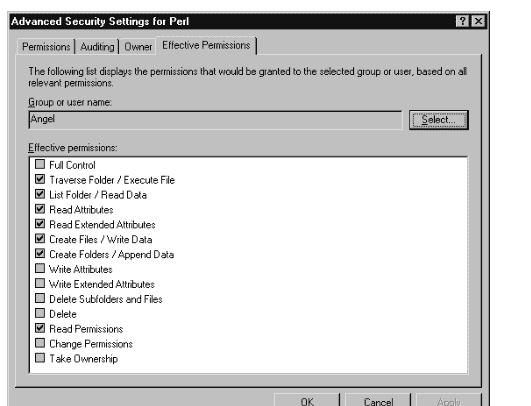 Advanced Security Settings for Perl
Permissions Auditing Owner Effective Permissions
The following list displays the permissions that would be granted to the selected group or user, based on all
relevant permissions.
Group or user name:
Angel Select...
Effective permissions:
Full Control
Traverse Folder / Execute File
List Folder / Read Data
Read Attributes
Read Extended Attributes
Create Files / Write Data
Create Folders / Append Data
Write Attributes
Write Extended Attributes
Delete Subfolders and Files
Delete
Read Permissions
Change Permissions
Take Ownership
OK Cancel Apply